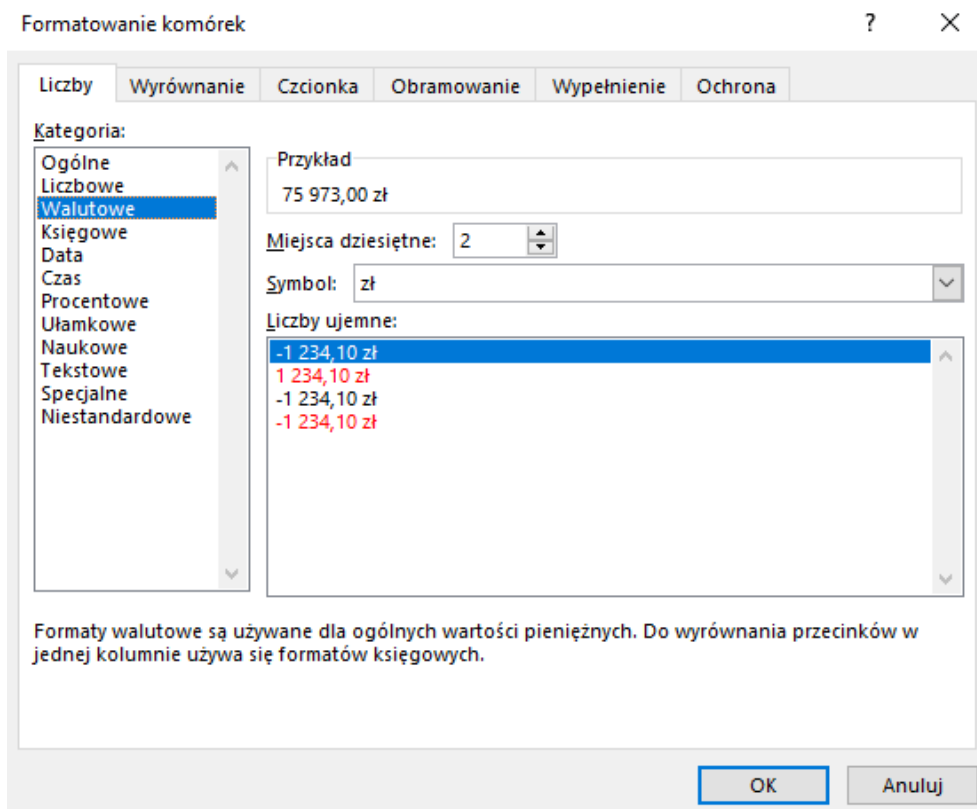 Formatowanie komórek ? ×
Liczby Wyrównanie Czcionka Obramowanie Wypełnienie Ochrona
Kategoria:
Ogólne
Liczbowe
Walutowe
Księgowe
Data
Czas
Procentowe
Ułamkowe
Naukowe
Tekstowe
Specjalne
Niestandardowe
Przykład
75 973,00 zł
Miejsca dziesiętne: 2
Symbol: zł
Liczby ujemne:
-1 234,10 zł
1 234,10 zł
-1 234,10 zł
-1 234,10 zł
Formaty walutowe są używane dla ogólnych wartości pieniężnych. Do wyrównania przecinków w
jednej kolumnie używa się formatów księgowych.
OK Anuluj